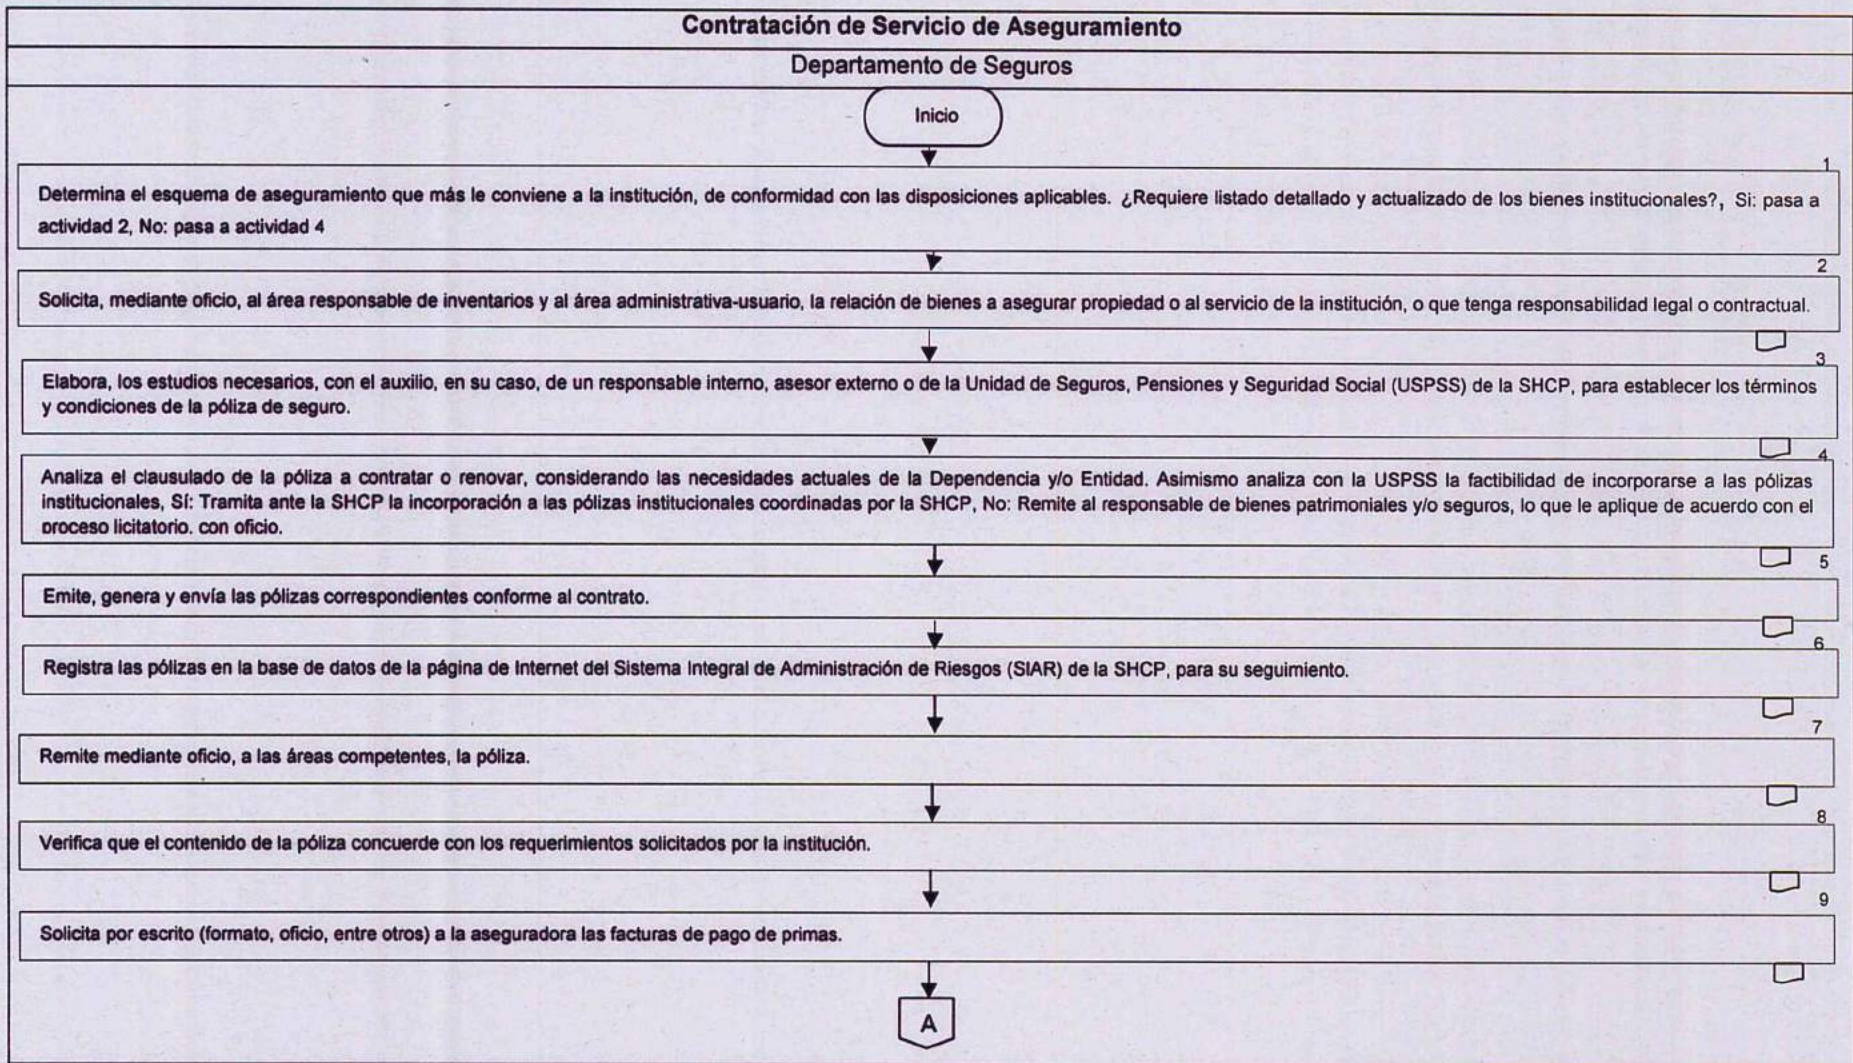 Contratación de Servicio de Aseguramiento
Departamento de Seguros
Inicio
1
Determina el esquema de aseguramiento que más le conviene a la institución, de conformidad con las disposiciones aplicables. ¿Requiere listado detallado y actualizado de los bienes institucionales?, Si: pasa a
actividad 2, No: pasa a actividad 4
2
Solicita, mediante oficio, al área responsable de inventarios y al área administrativa-usuario, la relación de bienes a asegurar propiedad o al servicio de la institución, o que tenga responsabilidad legal o contractual.
3
Elabora, los estudios necesarios, con el auxilio, en su caso, de un responsable interno, asesor externo o de la Unidad de Seguros, Pensiones y Seguridad Social (USPSS) de la SHCP, para establecer los términos
y condiciones de la póliza de seguro.
4
Analiza el clausulado de la póliza a contratar o renovar, considerando las necesidades actuales de la Dependencia y/o Entidad. Asimismo analiza con la USPSS la factibilidad de incorporarse a las pólizas
institucionales, Sí: Tramita ante la SHCP la incorporación a las pólizas institucionales coordinadas por la SHCP, No: Remite al responsable de bienes patrimoniales y/o seguros, lo que le aplique de acuerdo con el
proceso licitatorio. con oficio.
5
Emite, genera y envía las pólizas correspondientes conforme al contrato.
6
Registra las pólizas en la base de datos de la página de Internet del Sistema Integral de Administración de Riesgos (SIAR) de la SHCP, para su seguimiento.
7
Remite mediante oficio, a las áreas competentes, la póliza.
8
Verifica que el contenido de la póliza concuerde con los requerimientos solicitados por la institución.
9
Solicita por escrito (formato, oficio, entre otros) a la aseguradora las facturas de pago de primas.
A